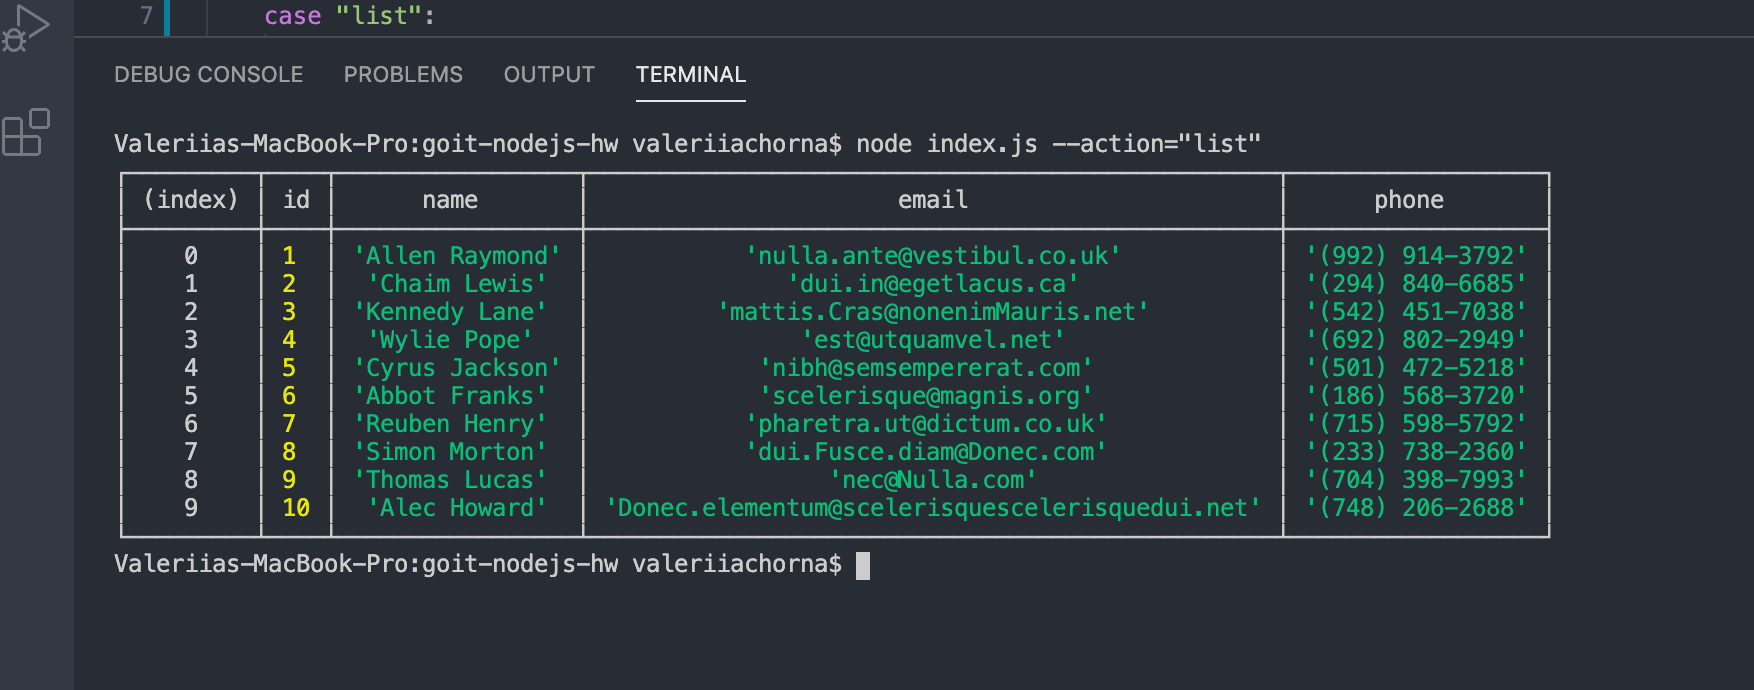 7 case "list":
DEBUG CONSOLE PROBLEMS OUTPUT TERMINAL
Valeriias-MacBook-Pro:goit-nodejs-hw valeriiachorna$ node index.js --action="list"
(index) id name email phone
0 1 'Allen Raymond' 'nulla.ante@vestibul.co.uk' '(992) 914-3792'
1 2 'Chaim Lewis' 'dui.in@egetlacus.ca' '(294) 840-6685'
2 3 'Kennedy Lane' 'mattis.Cras@nonenimMauris.net' '(542) 451-7038'
3 4 'Wylie Pope' 'est@utquamvel.net' '(692) 802-2949'
4 5 'Cyrus Jackson' 'nibh@semsempererat.com' '(501) 472-5218'
5 6 'Abbot Franks' 'scelerisque@magnis.org' '(186) 568-3720'
6 7 'Reuben Henry' 'pharetra.ut@dictum.co.uk' '(715) 598-5792'
7 8 'Simon Morton' 'dui.Fusce.diam@Donec.com' '(233) 738-2360'
8 9 'Thomas Lucas' 'nec@Nulla.com' '(704) 398-7993'
9 10 'Alec Howard' 'Donec.elementum@scelerisquescelerisquedui.net' '(748) 206-2688'
Valeriias-MacBook-Pro:goit-nodejs-hw valeriiachorna$